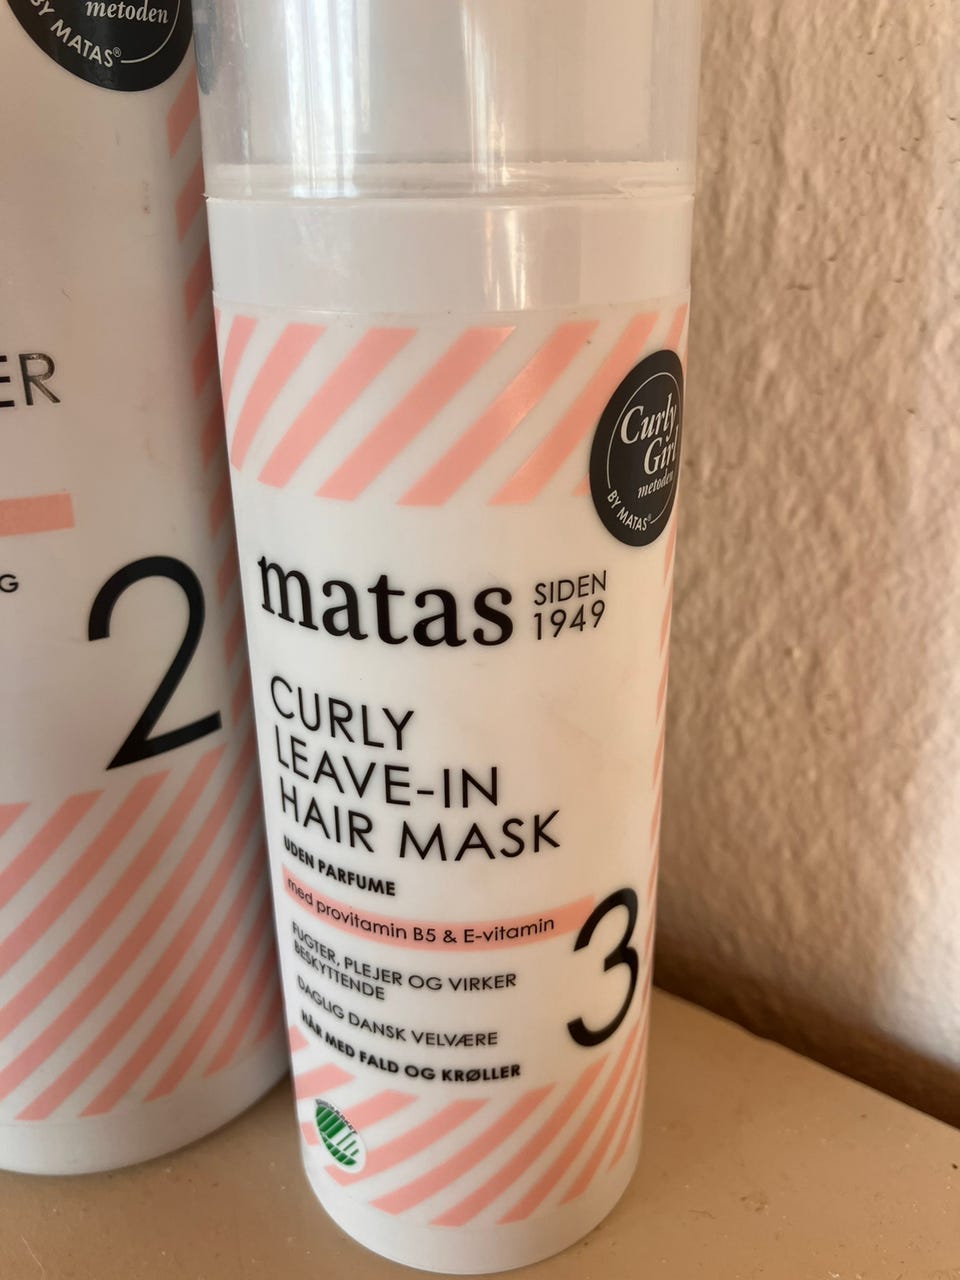 metoden
BY MATAS®
ER
G
2
Curly
Girl
metoden
BY MATAS®
matas SIDEN
1949
CURLY
LEAVE-IN
HAIR MASK
UDEN PARFUME
med provitamin B5 & E-vitamin
FUGTER, PLEJER OG VIRKER
BESKYTTENDE
DAGLIG DANSK VELVÆRE
HÅR MED FALD OG KRØLLER
3